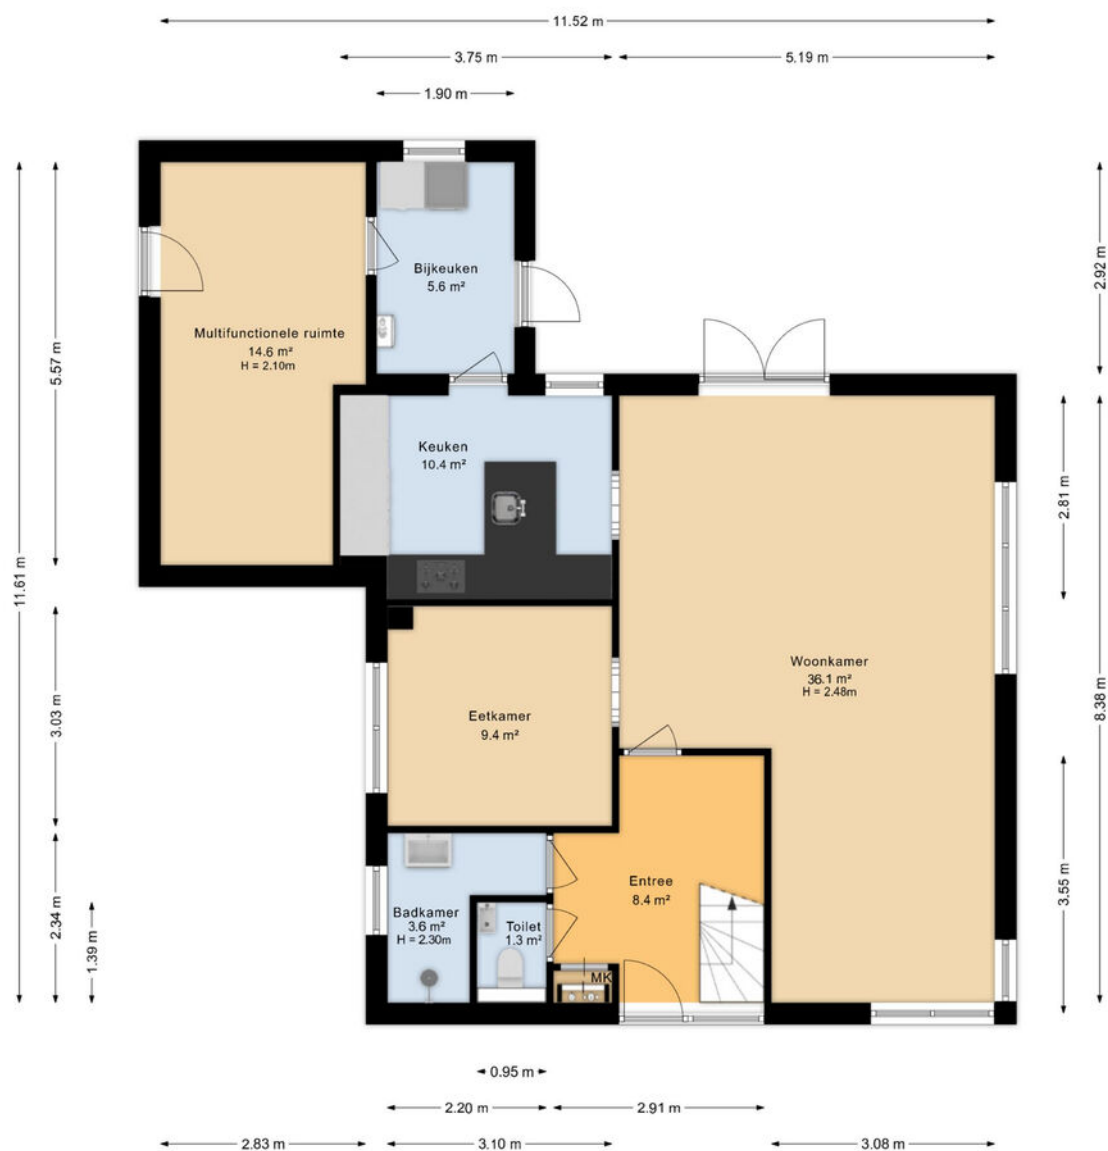 11.52 m
3.75 m
5.19 m
1.90 m
11.61 m
5.57 m
3.03 m
2.34 m
1.39 m
2.92 m
2.81 m
8.38 m
3.55 m
Multifunctionele ruimte
14.6 m²
H = 2.10m
Bijkeuken
5.6 m²
Keuken
10.4 m²
Woonkamer
36.1 m²
H = 2.48m
Eetkamer
9.4 m²
Entree
8.4 m²
Badkamer
3.6 m²
H = 2.30m
Toilet
1.3 m²
MK
0.95 m
2.20 m
2.91 m
2.83 m
3.10 m
3.08 m